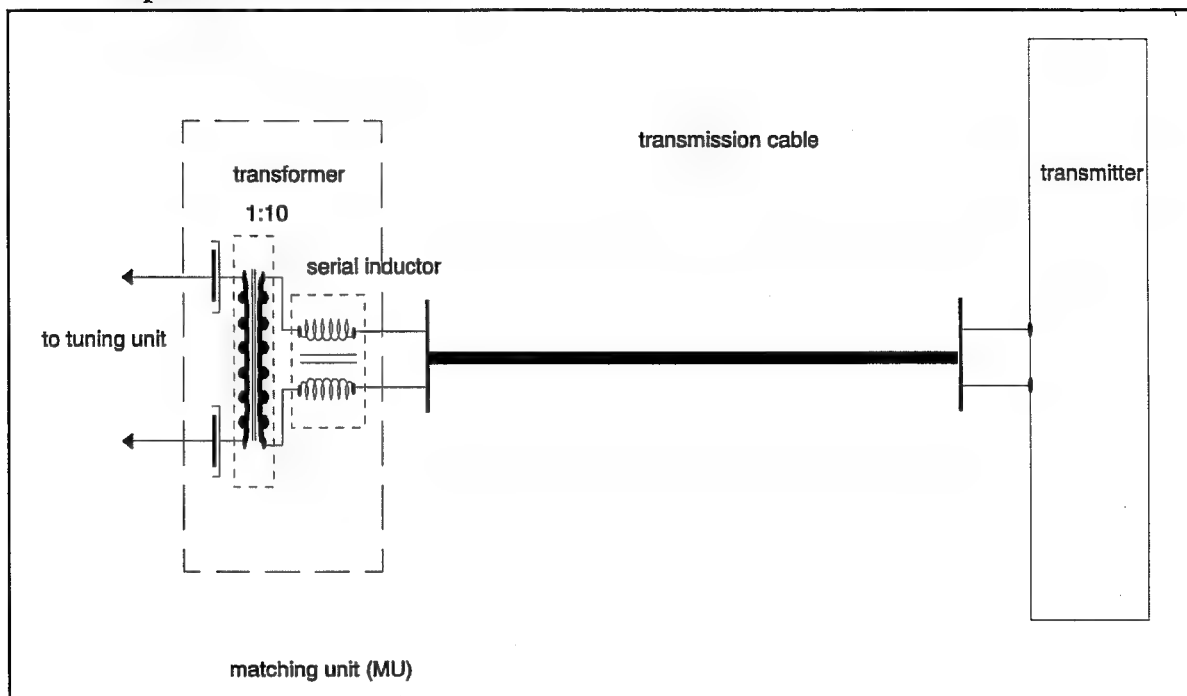 transmission cable
transmitter
transformer
1:10
serial inductor
to tuning unit
matching unit (MU)